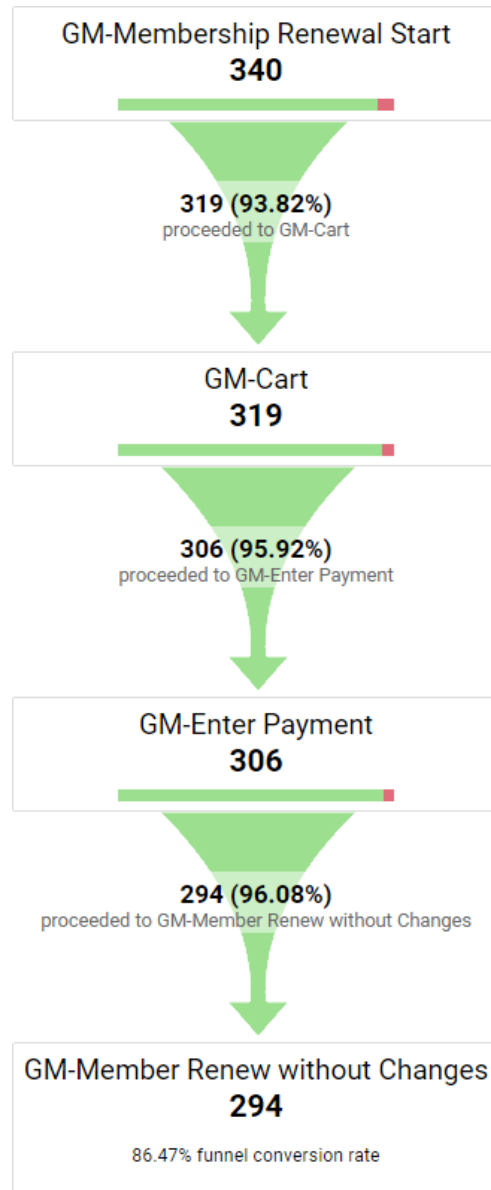 GM-Membership Renewal Start
340
319 (93.82%)
proceeded to GM-Cart
GM-Cart
319
306 (95.92%)
proceeded to GM-Enter Payment
GM-Enter Payment
306
294 (96.08%)
proceeded to GM-Member Renew without Changes
GM-Member Renew without Changes
294
86.47% funnel conversion rate